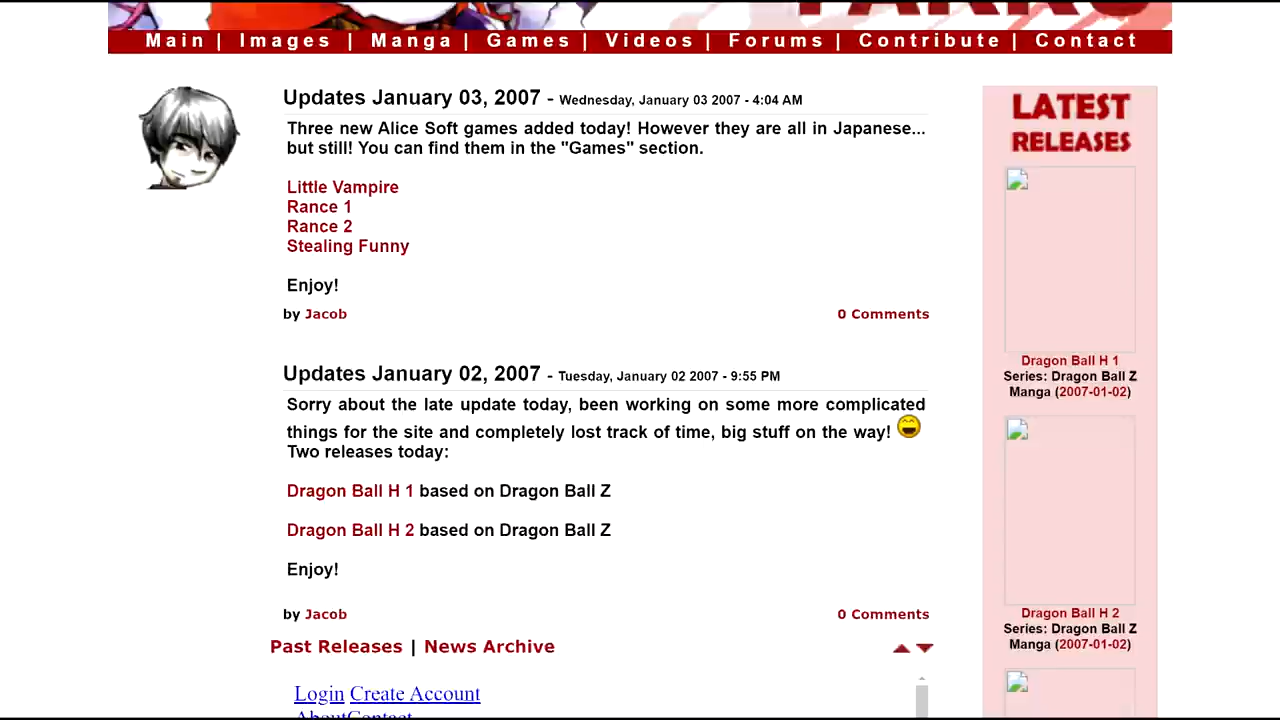 Main | Images | Manga | Games | Videos | Forums | Contribute | Contact
Updates January 03, 2007 - Wednesday, January 03 2007 - 4:04 AM
Three new Alice Soft games added today! However they are all in Japanese...
but still! You can find them in the "Games" section.
Little Vampire
Rance 1
Rance 2
Stealing Funny
Enjoy!
by Jacob
0 Comments
Updates January 02, 2007 - Tuesday, January 02 2007 - 9:55 PM
Sorry about the late update today, been working on some more complicated
things for the site and completely lost track of time, big stuff on the way!
Two releases today:
Dragon Ball H 1 based on Dragon Ball Z
Dragon Ball H 2 based on Dragon Ball Z
Enjoy!
by Jacob
0 Comments
Past Releases | News Archive
Login Create Account
AboutContact
LATEST
RELEASES
Dragon Ball H 1
Series: Dragon Ball Z
Manga (2007-01-02)
Dragon Ball H 2
Series: Dragon Ball Z
Manga (2007-01-02)